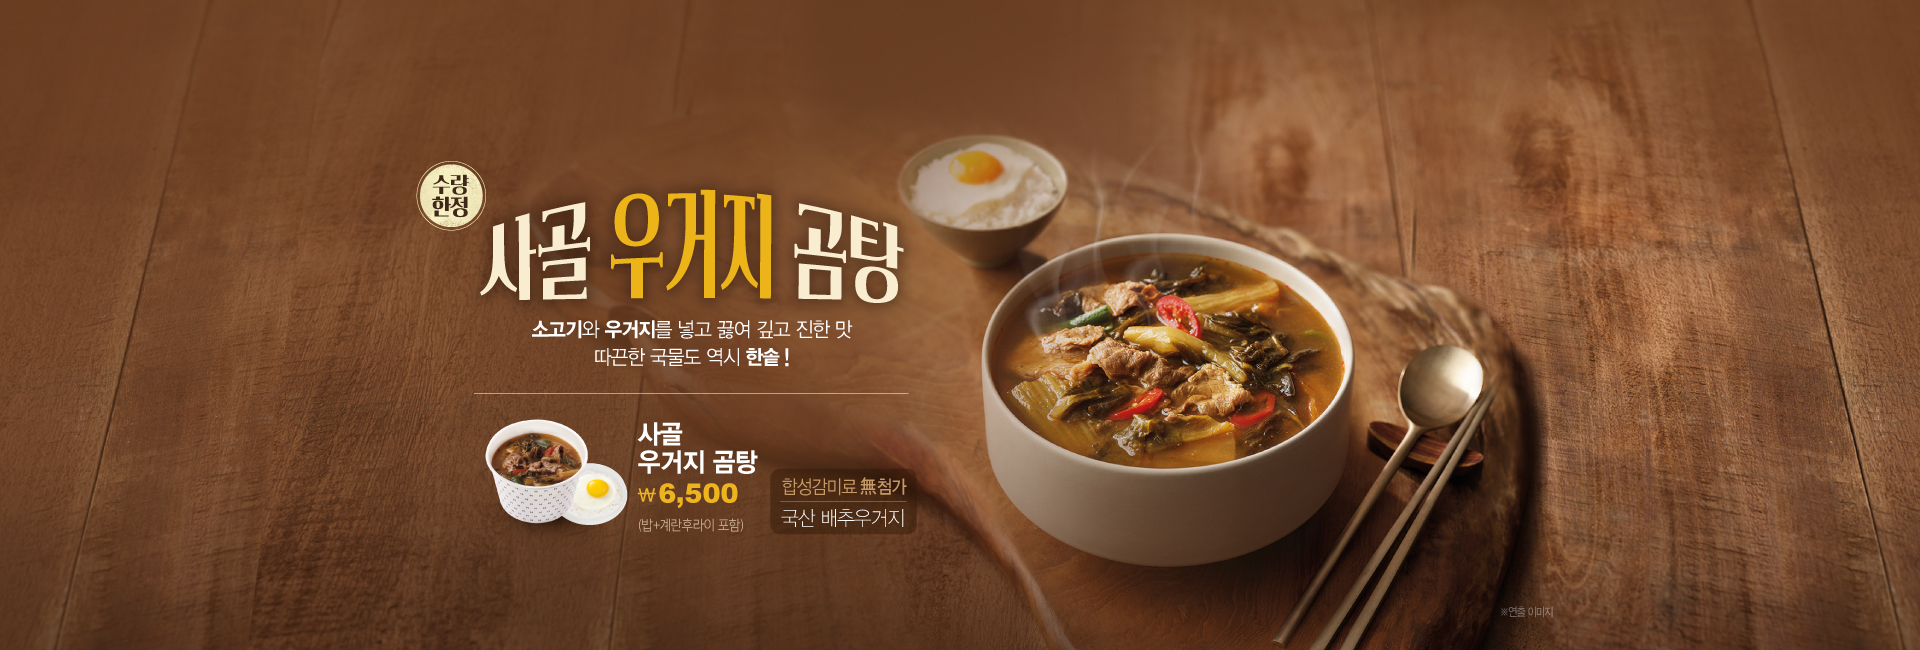 수량
한정
사골 우거지 곰탕
소고기와 우거지를 넣고 끓여 깊고 진한 맛
따끈한 국물도 역시 한솥!
사골
우거지 곰탕
₩6,500
(밥+계란후라이 포함)
합성감미료 無첨가
국산 배추우거지
※연출 이미지